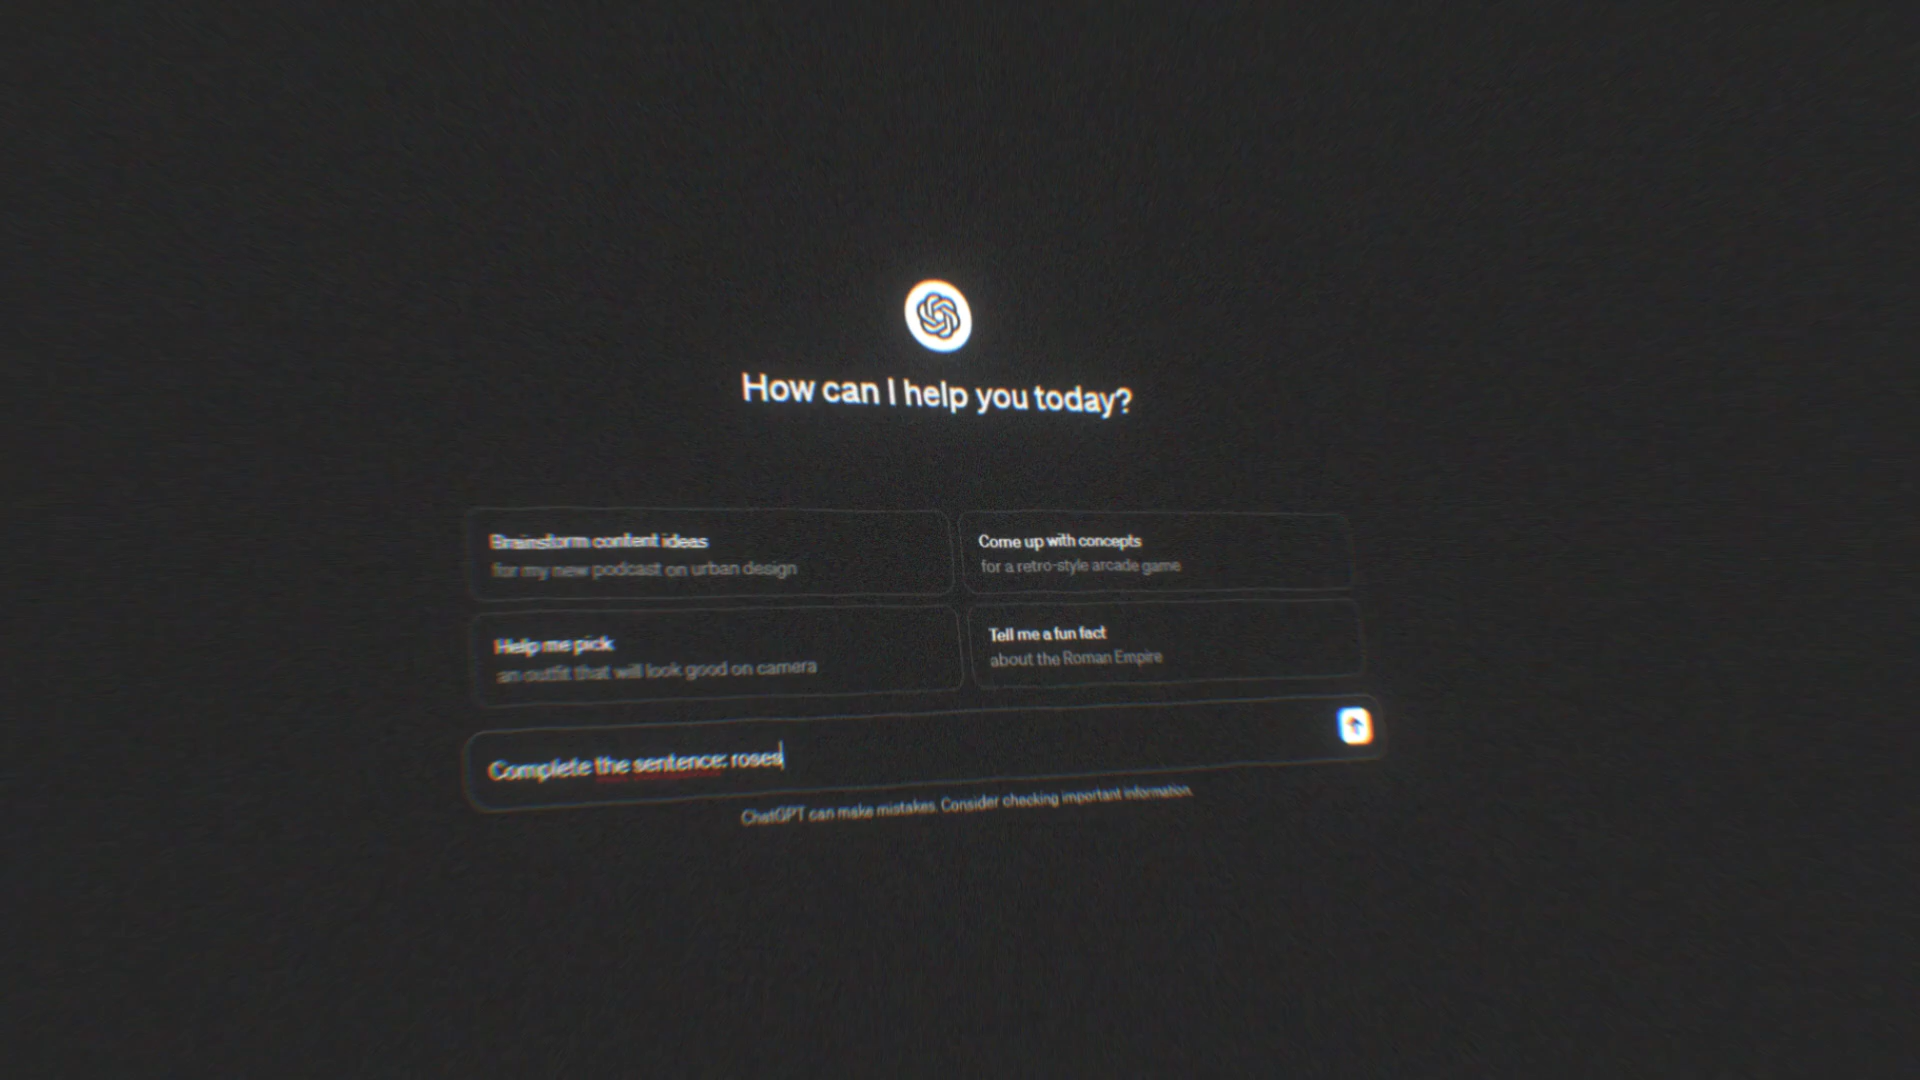 How can I help you today?
Brainstorm content ideas
for my new podcast on urban design
Come up with concepts
for a retro-style arcade game
Help me pick
an outfit that will look good on camera
Tell me a fun fact
about the Roman Empire
Complete the sentence: roses
ChatGPT can make mistakes. Consider checking important information.